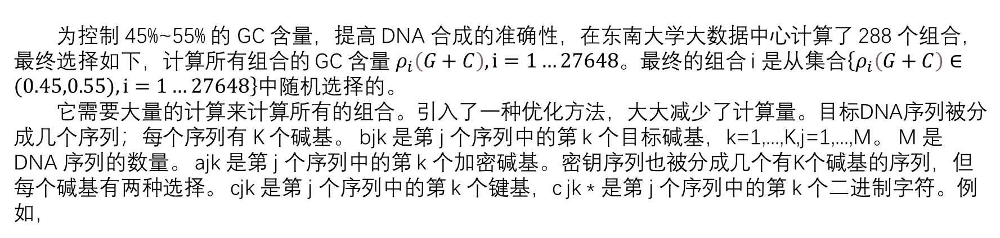 为控制 45%~55% 的 GC 含量，提高 DNA 合成的准确性，在东南大学大数据中心计算了 288 个组合，
最终选择如下，计算所有组合的 GC 含量 ρᵢ(G + C), i = 1 … 27648。最终的组合 i 是从集合{ρᵢ(G + C) ∈
(0.45,0.55), i = 1 … 27648}中随机选择的。
它需要大量的计算来计算所有的组合。引入了一种优化方法，大大减少了计算量。目标DNA序列被分
成几个序列；每个序列有 K 个碱基。 bjk 是第 j 个序列中的第 k 个目标碱基，k=1,...,K,j=1,...,M。 M 是
DNA 序列的数量。 ajk 是第 j 个序列中的第 k 个加密碱基。密钥序列也被分成几个有K个碱基的序列，但
每个碱基有两种选择。 cjk 是第 j 个序列中的第 k 个键基，c jk * 是第 j 个序列中的第 k 个二进制字符。例
如，